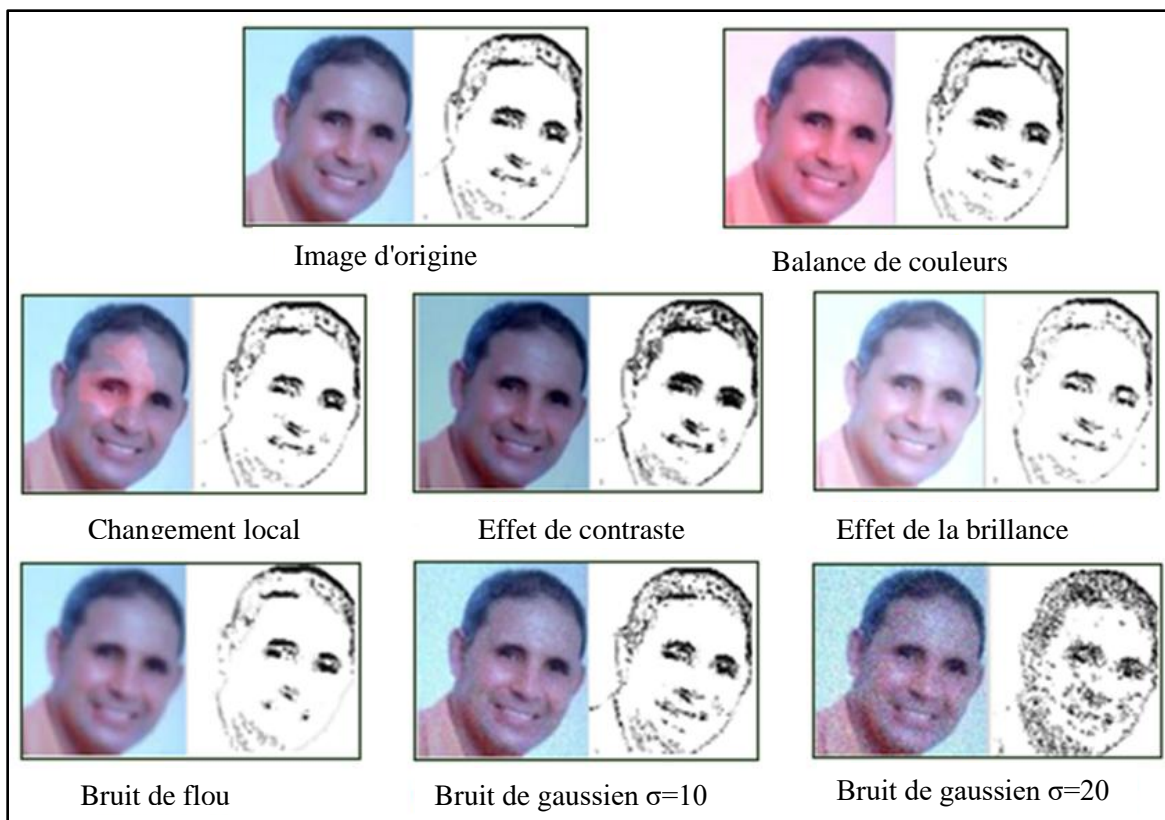 Image d'origine
Balance de couleurs
Changement local
Effet de contraste
Effet de la brillance
Bruit de flou
Bruit de gaussien σ=10
Bruit de gaussien σ=20